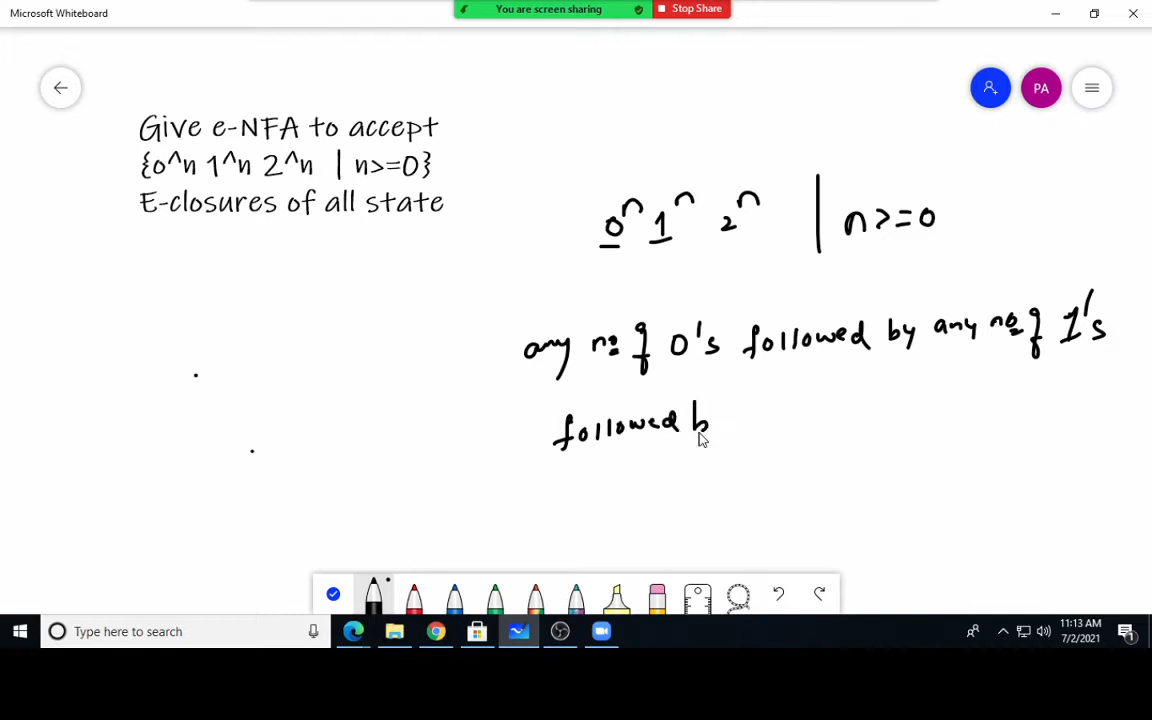 Microsoft Whiteboard
You are screen sharing
Stop Share
PA
Give e-NFA to accept
{0^n 1^n 2^n | n>=0}
E-closures of all state
0^n 1^n 2^n | n>=0
any no of 0's followed by any no of 1's
followed b
Type here to search
11:13 AM
7/2/2021
1